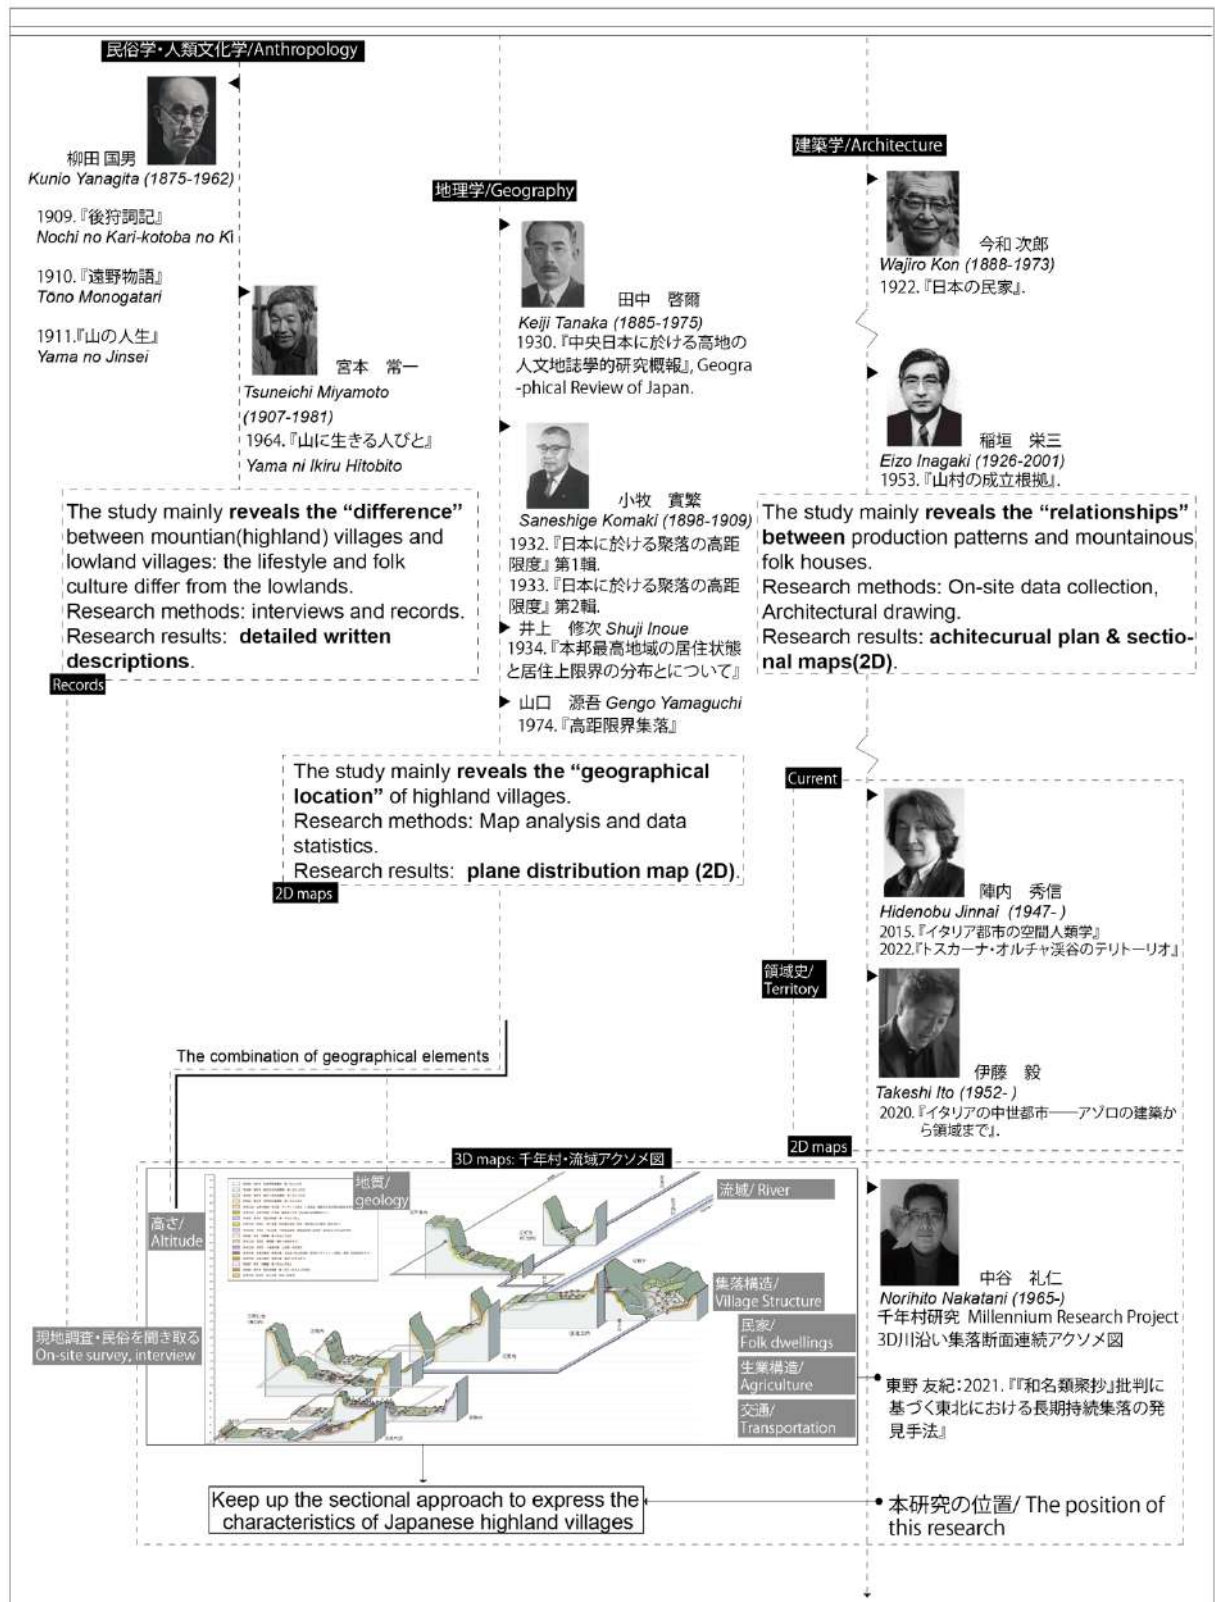 民俗学・人類文化学/Anthropology
柳田 国男
Kunio Yanagita (1875-1962)
1909.『後狩詞記』
Nochi no Kari-kotoba no Ki
1910.『遠野物語』
Tōno Monogatari
1911.『山の人生』
Yama no Jinsei
宮本　常一
Tsuneichi Miyamoto
(1907-1981)
1964.『山に生きる人びと』
Yama ni Ikiru Hitobito
The study mainly reveals the “difference”
between mountian(highland) villages and
lowland villages: the lifestyle and folk
culture differ from the lowlands.
Research methods: interviews and records.
Research results: detailed written
descriptions.
Records
地理学/Geography
田中　啓爾
Keiji Tanaka (1885-1975)
1930.『中央日本に於ける高地の
人文地誌學的研究概報』, Geogra
-phical Review of Japan.
小牧　實繁
Saneshige Komaki (1898-1909)
1932.『日本に於ける聚落の高距
限度』第1輯.
1933.『日本に於ける聚落の高距
限度』第2輯.
井上　修次 Shuji Inoue
1934.『本邦最高地域の居住状態
と居住上限界の分布とについて』
山口　源吾 Gengo Yamaguchi
1974.『高距限界集落』
The study mainly reveals the “geographical
location” of highland villages.
Research methods: Map analysis and data
statistics.
Research results: plane distribution map (2D).
2D maps
建築学/Architecture
今和 次郎
Wajiro Kon (1888-1973)
1922.『日本の民家』.
稲垣　栄三
Eizo Inagaki (1926-2001)
1953.『山村の成立根拠』.
The study mainly reveals the “relationships”
between production patterns and mountainous
folk houses.
Research methods: On-site data collection,
Architectural drawing.
Research results: achitecurual plan & sectio-
nal maps(2D).
Current
陣内　秀信
Hidenobu Jinnai (1947- )
2015.『イタリア都市の空間人類学』
2022.『トスカーナ・オルチャ渓谷のテリトーリオ』
領域史/
Territory
伊藤　毅
Takeshi Ito (1952- )
2020.『イタリアの中世都市――アゾロの建築か
ら領域まで』.
2D maps
The combination of geographical elements
3D maps: 千年村・流域アクソメ図
地質/
geology
流域/ River
高さ/
Altitude
集落構造/
Village Structure
民家/
Folk dwellings
生業構造/
Agriculture
交通/
Transportation
現地調査・民俗を聞き取る
On-site survey, interview
中谷　礼仁
Norihito Nakatani (1965-)
千年村研究 Millennium Research Project
3D川沿い集落断面連続アクソメ図
東野 友紀：2021.『『和名類聚抄』批判に
基づく東北における長期持続集落の発
見手法』
Keep up the sectional approach to express the
characteristics of Japanese highland villages
本研究の位置/ The position of
this research